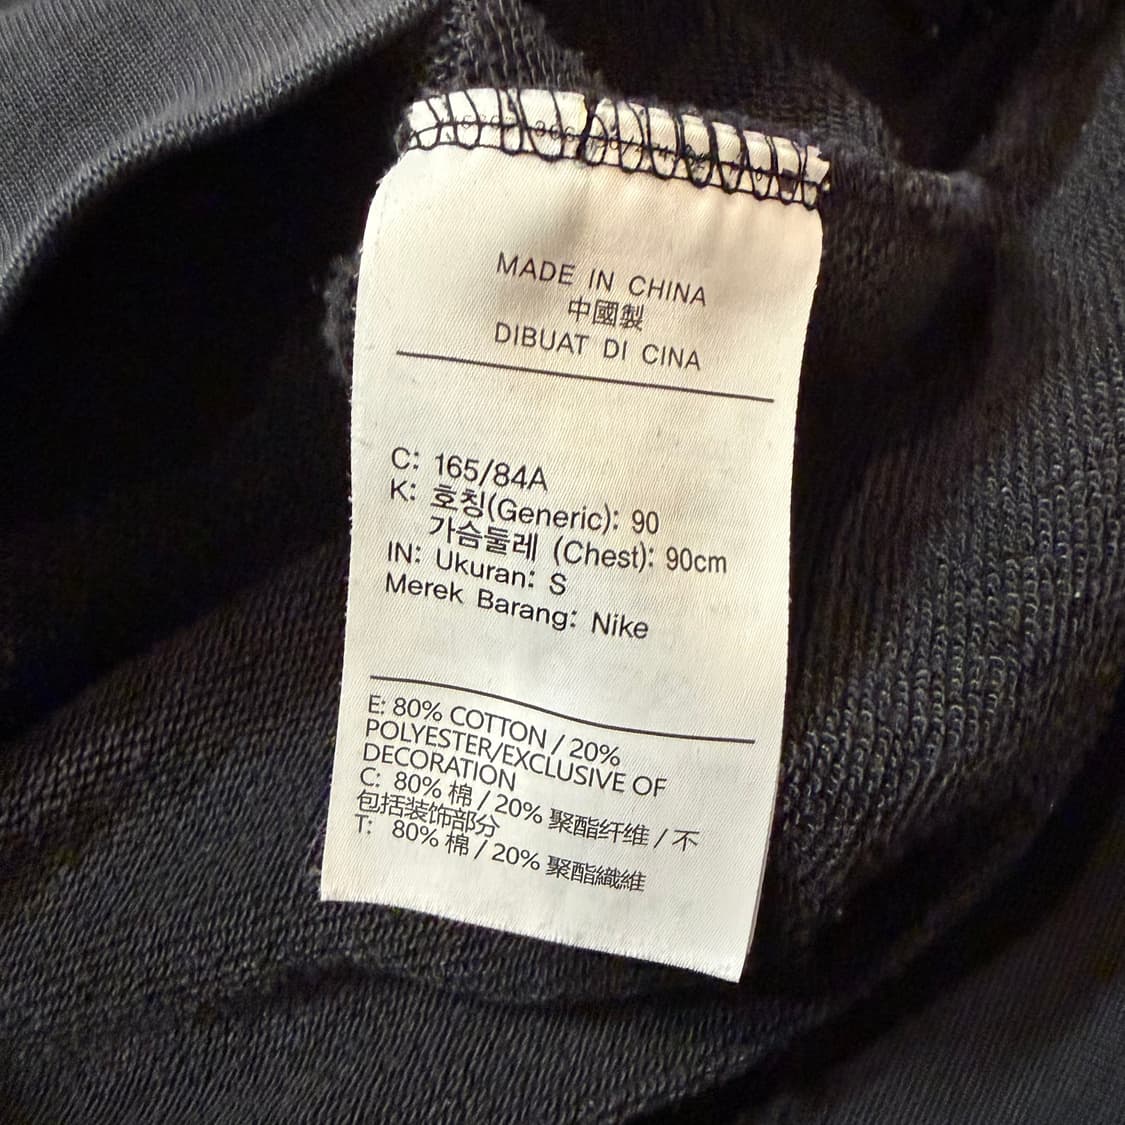 MADE IN CHINA
中國製
DIBUAT DI CINA
C: 165/84A
K: 호칭(Generic): 90
가슴둘레 (Chest): 90cm
IN: Ukuran: S
Merek Barang: Nike
E: 80% COTTON / 20%
POLYESTER/EXCLUSIVE OF
DECORATION
C: 80% 棉 / 20% 聚酯纤维 / 不
包括装饰部分
T: 80% 棉 / 20% 聚酯織維